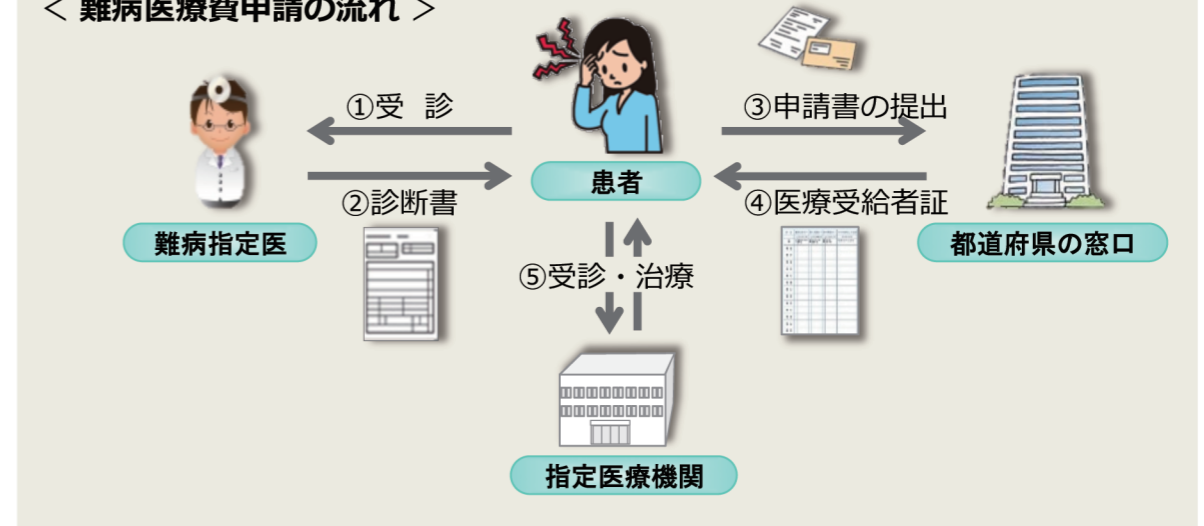 ＜ 難病医療費申請の流れ ＞
①受　診
③申請書の提出
患者
②診断書
④医療受給者証
難病指定医
都道府県の窓口
⑤受診・治療
指定医療機関